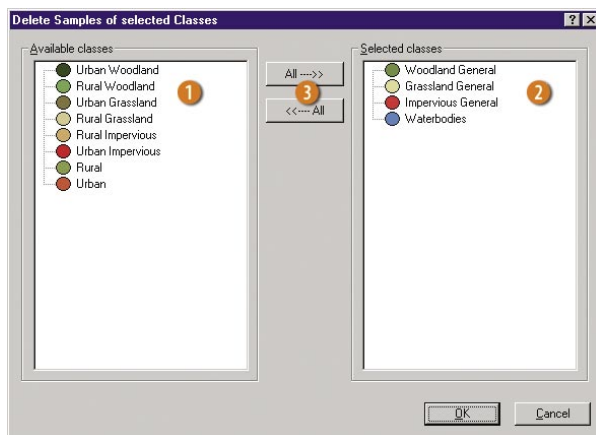 Delete Samples of selected Classes
Available classes
Urban Woodland
Rural Woodland
Urban Grassland
Rural Grassland
Rural Impervious
Urban Impervious
Rural
Urban
1
All ---->>
3
<<---- All
Selected classes
Woodland General
Grassland General
Impervious General
Waterbodies
2
OK
Cancel